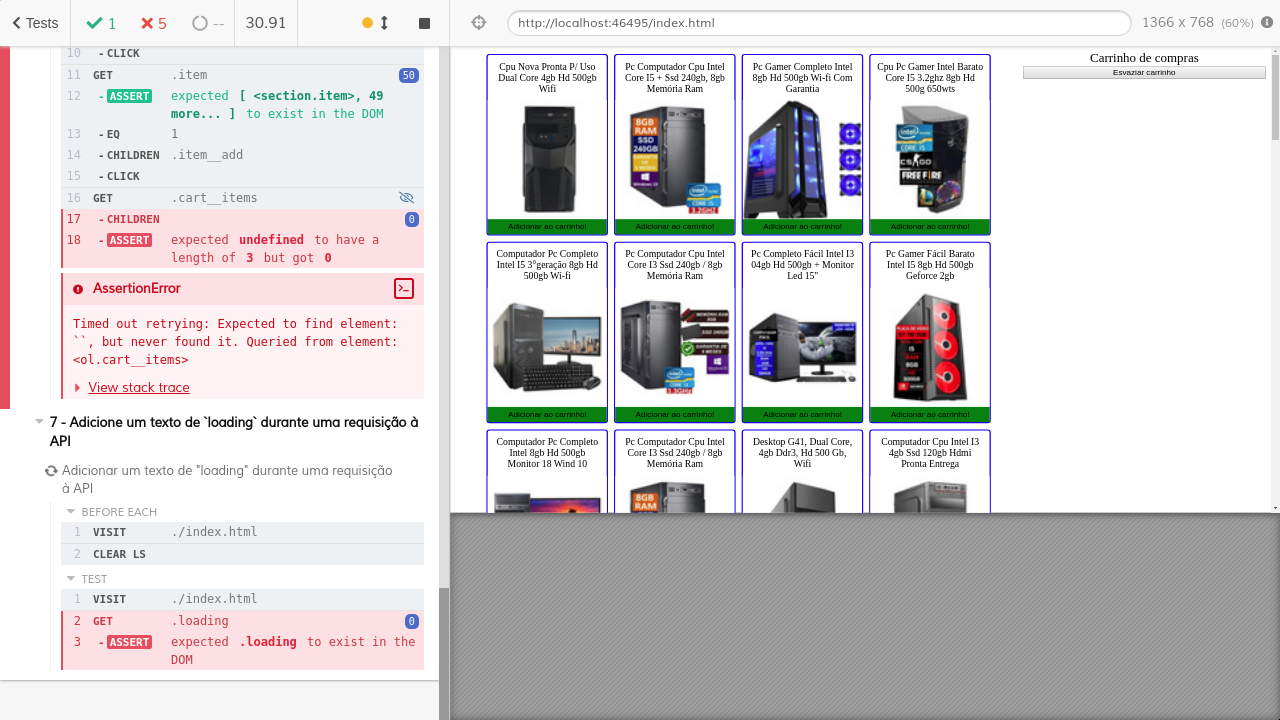 Tests
1
5
--
30.91
http://localhost:46495/index.html
1366 x 768 (60%)
10 -CLICK
11 GET .item 50
12 -ASSERT expected [ <section.item>, 49
more... ] to exist in the DOM
13 -EQ 1
14 -CHILDREN .item__add
15 -CLICK
16 GET .cart__items
17 -CHILDREN 0
18 -ASSERT expected undefined to have a
length of 3 but got 0
AssertionError
Timed out retrying: Expected to find element:
``, but never found it. Queried from element:
<ol.cart__items>
View stack trace
7 - Adicione um texto de `loading` durante uma requisição à
API
Adicionar um texto de "loading" durante uma requisição
à API
BEFORE EACH
1 VISIT ./index.html
2 CLEAR LS
TEST
1 VISIT ./index.html
2 GET .loading 0
3 -ASSERT expected .loading to exist in the
DOM
Cpu Nova Pronta P/ Uso
Dual Core 4gb Hd 500gb
Wifi
Adicionar ao carrinho!
Pc Computador Cpu Intel
Core I5 + Ssd 240gb, 8gb
Memória Ram
8GB
RAM
SSD
240GB
Adicionar ao carrinho!
Pc Gamer Completo Intel
8gb Hd 500gb Wi-fi Com
Garantia
Adicionar ao carrinho!
Cpu Pc Gamer Intel Barato
Core I5 3.2ghz 8gb Hd
500g 650wts
CS:GO
FREE FIRE
Adicionar ao carrinho!
Carrinho de compras
Esvaziar carrinho
Computador Pc Completo
Intel I5 3°geração 8gb Hd
500gb Wi-fi
Adicionar ao carrinho!
Pc Computador Cpu Intel
Core I3 Ssd 240gb / 8gb
Memória Ram
Adicionar ao carrinho!
Pc Completo Fácil Intel I3
04gb Hd 500gb + Monitor
Led 15"
Adicionar ao carrinho!
Pc Gamer Fácil Barato
Intel I5 8gb Hd 500gb
Geforce 2gb
Adicionar ao carrinho!
Computador Pc Completo
Intel 8gb Hd 500gb
Monitor 18 Wind 10
Pc Computador Cpu Intel
Core I3 Ssd 240gb / 8gb
Memória Ram
8GB
RAM
Desktop G41, Dual Core,
4gb Ddr3, Hd 500 Gb,
Wifi
Computador Cpu Intel I3
4gb Ssd 120gb Hdmi
Pronta Entrega